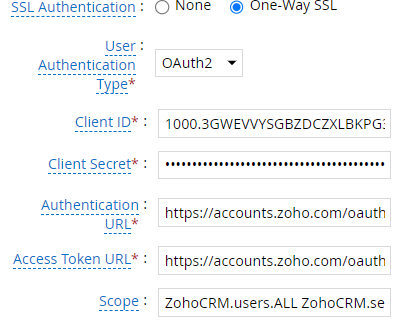 SSL Authentication : None One-Way SSL
User :
Authentication
Type* OAuth2
Client ID* : 1000.3GWEVVYSGBZDCZXLBKPG
Client Secret* : ••••••••••••••••••••••••••••••••••••••••
Authentication : https://accounts.zoho.com/oauth
URL*
Access Token URL* : https://accounts.zoho.com/oauth
Scope : ZohoCRM.users.ALL ZohoCRM.se